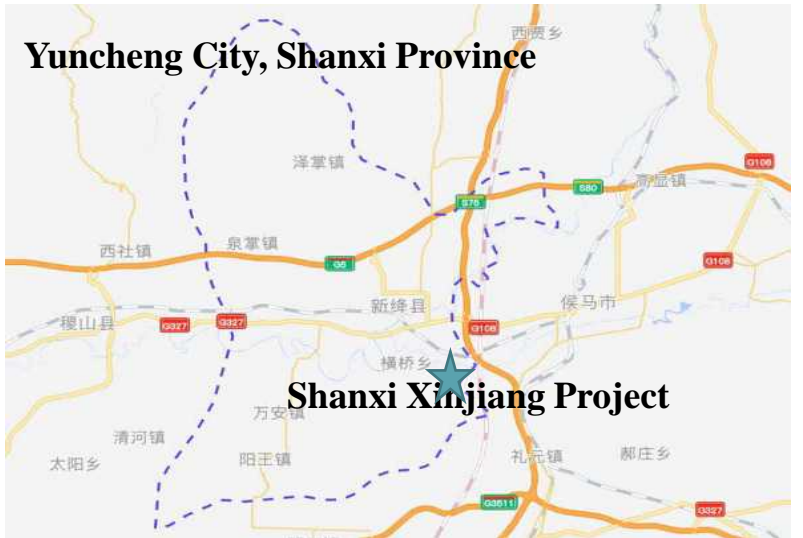 西贾乡
Yuncheng City, Shanxi Province
泽掌镇
G108
高显镇
S80
S75
西社镇
泉掌镇
G5
G108
新绛县
侯马市
稷山县
G327
G327
G108
横桥乡
Shanxi Xinjiang Project
万安镇
清河镇
太阳乡
阳王镇
礼元镇
郝庄乡
G3511
G327